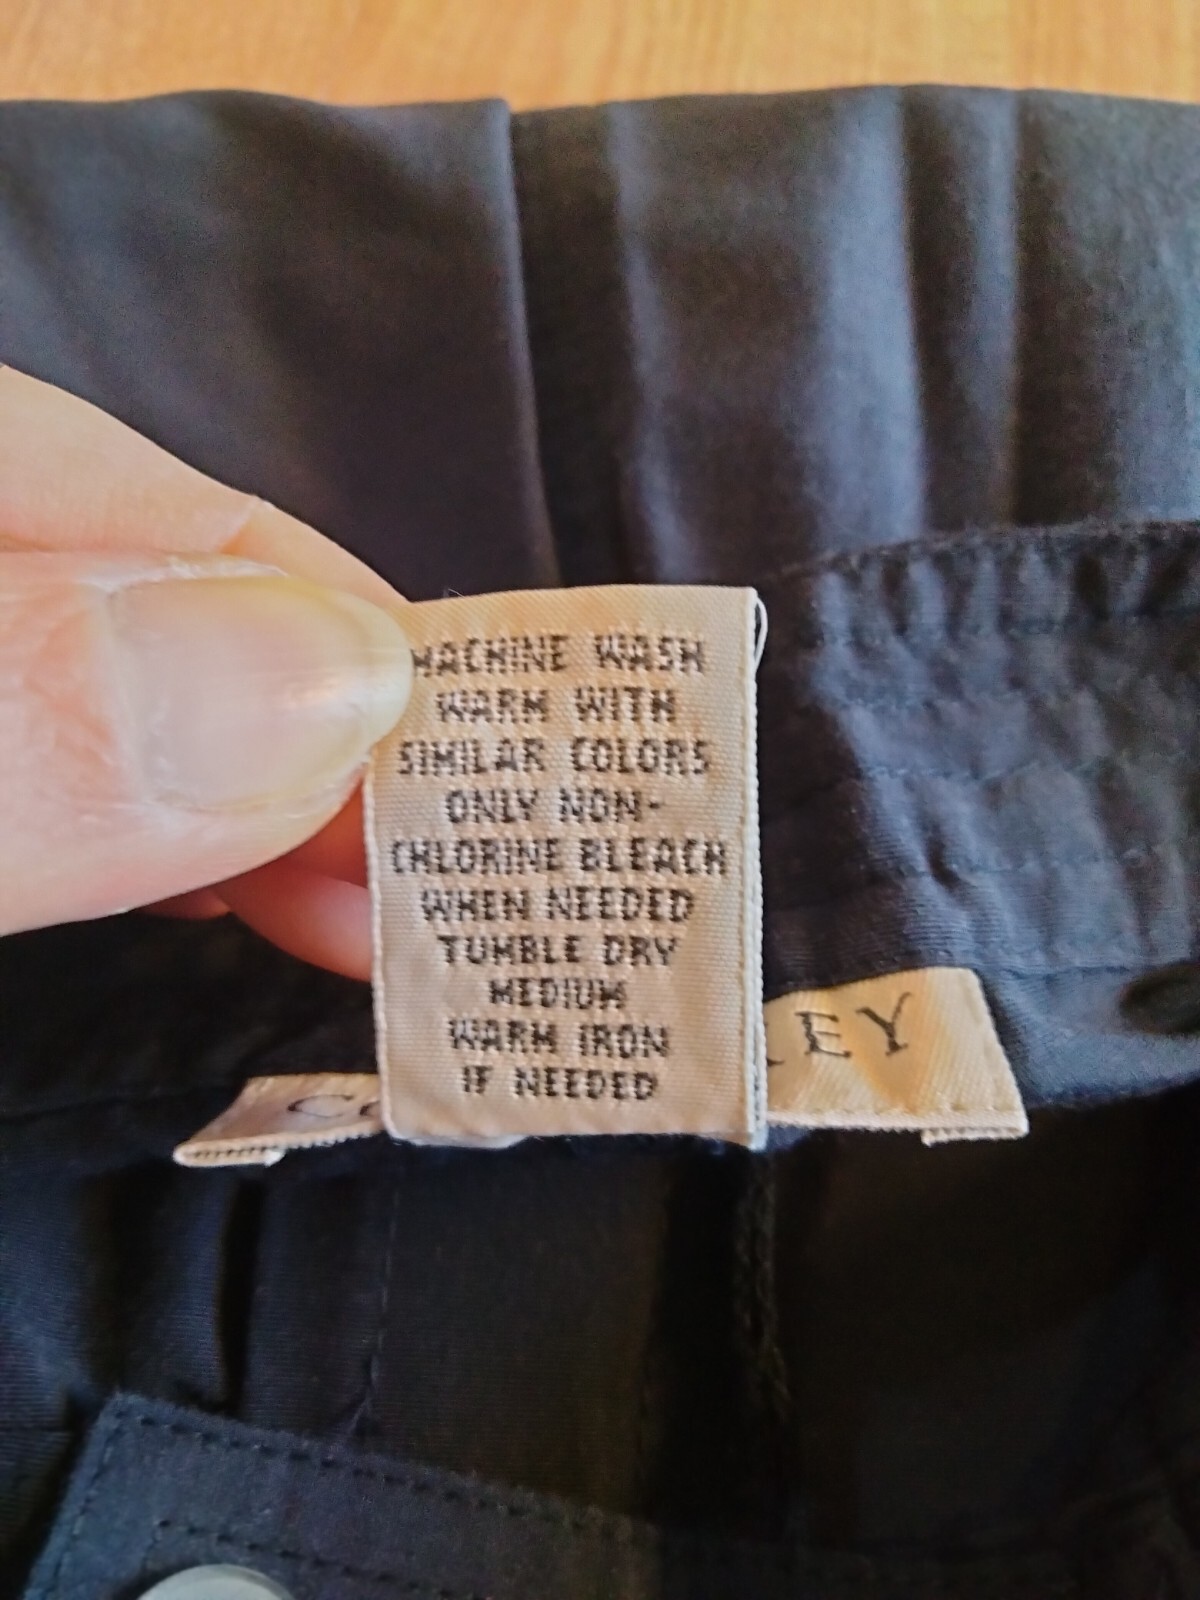 MACHINE WASH
WARM WITH
SIMILAR COLORS
ONLY NON-
CHLORINE BLEACH
WHEN NEEDED
TUMBLE DRY
MEDIUM
WARM IRON
IF NEEDED